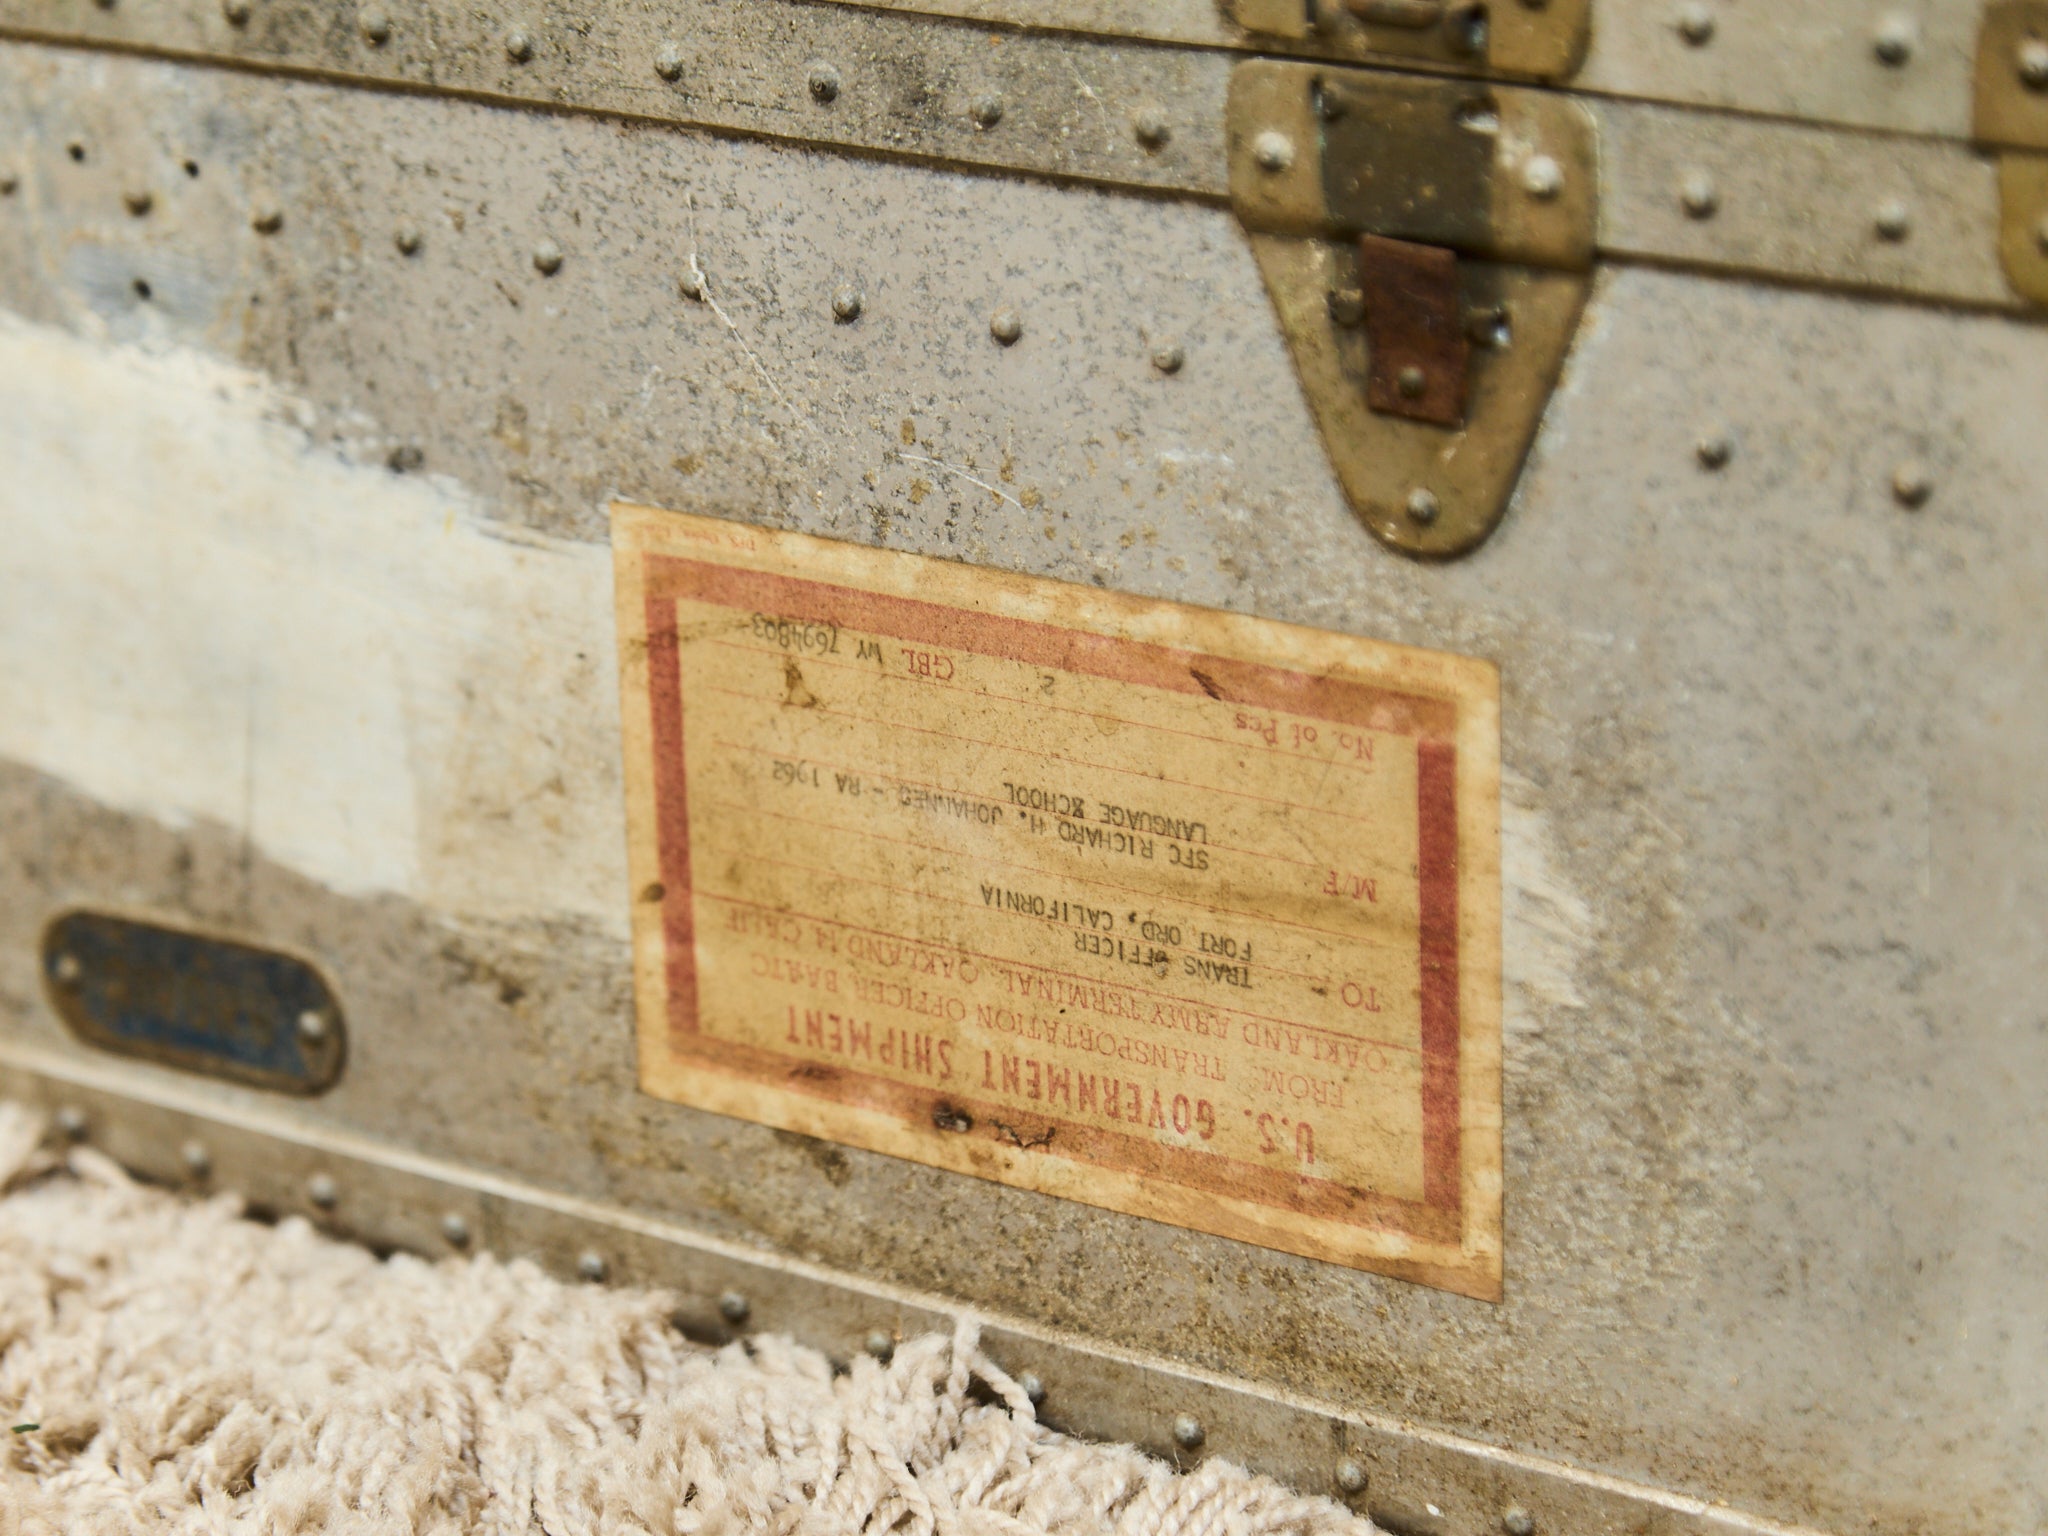 U.S. GOVERNMENT SHIPMENT
FROM: TRANSPORTATION OFFICER
OAKLAND ARMY TERMINAL OAKLAND 14, CALIF
TO TRANS OFFICER
FORT ORD, CALIFORNIA
M/F SFC RICHARD H. JOHANNES - RA 1962
LANGUAGE SCHOOL
No. of Pcs 2 GBL WY 7694803